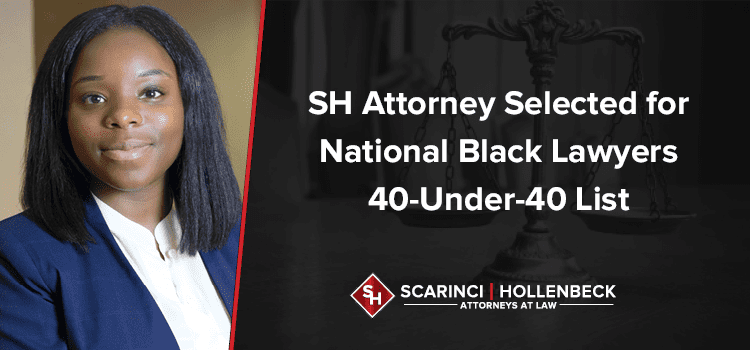 SH Attorney Selected for
National Black Lawyers
40-Under-40 List
SH
SCARINCI | HOLLENBECK
ATTORNEYS AT LAW